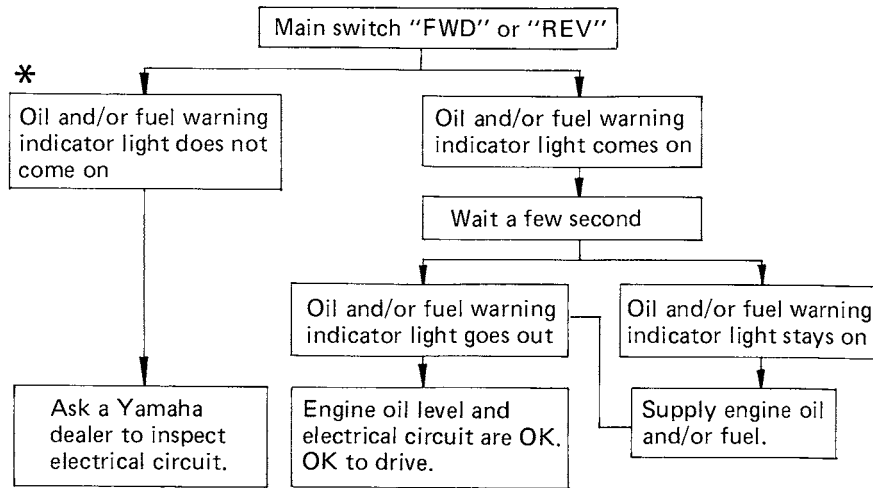 Main switch "FWD" or "REV"
*
Oil and/or fuel warning
indicator light does not
come on
Oil and/or fuel warning
indicator light comes on
Wait a few second
Oil and/or fuel warning
indicator light goes out
Oil and/or fuel warning
indicator light stays on
Ask a Yamaha
dealer to inspect
electrical circuit.
Engine oil level and
electrical circuit are OK.
OK to drive.
Supply engine oil
and/or fuel.